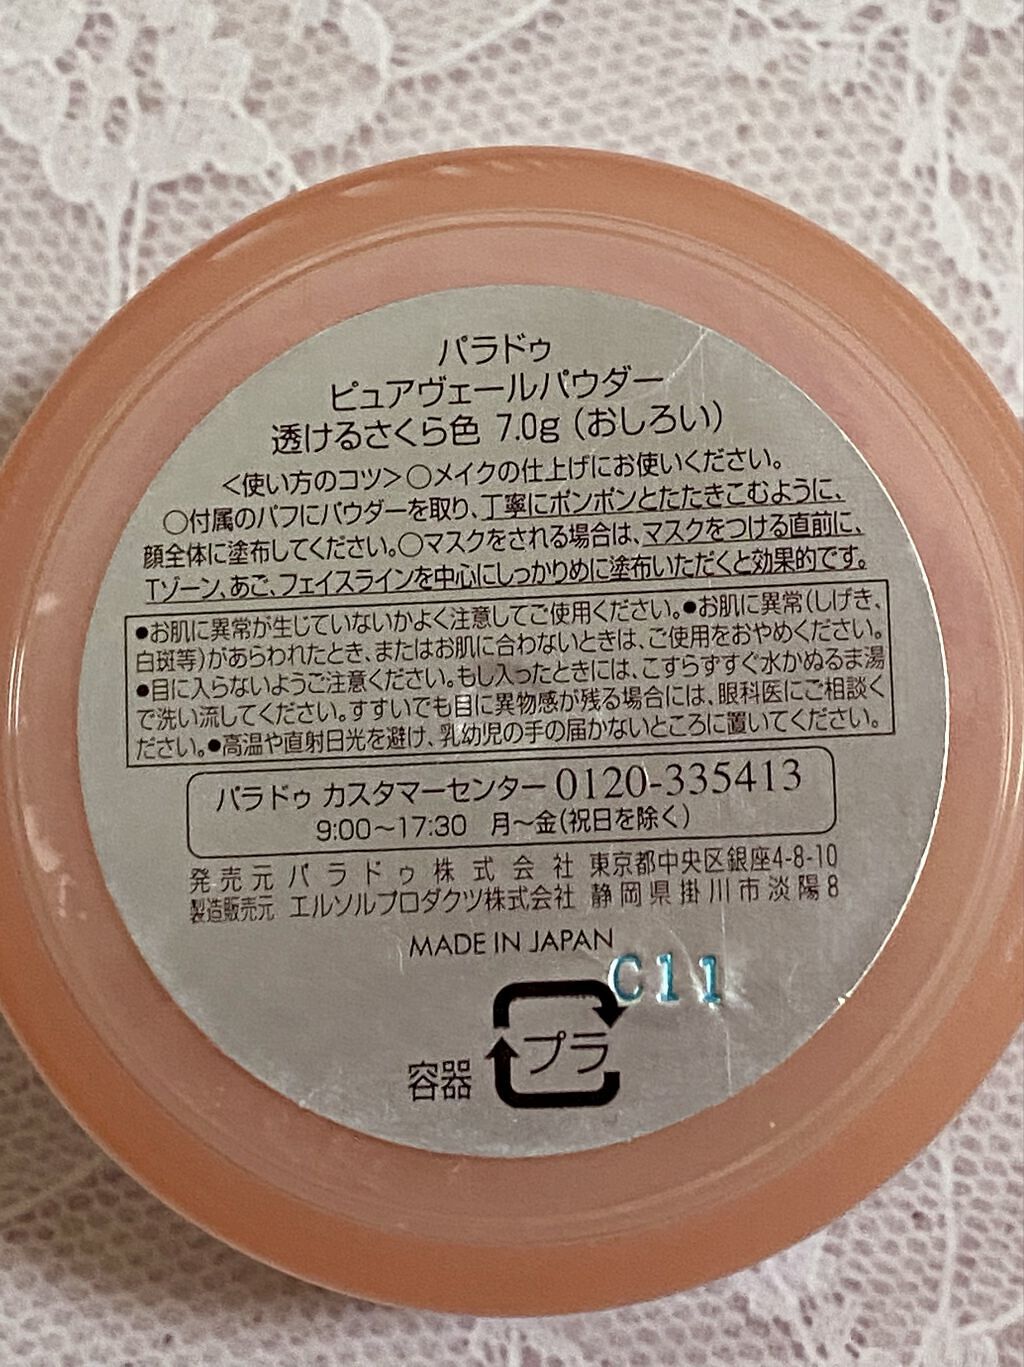 パラドゥ
ピュアヴェールパウダー
透けるさくら色 7.0g（おしろい）
＜使い方のコツ＞○メイクの仕上げにお使いください。
○付属のパフにパウダーを取り、丁寧にポンポンとたたきこむように、
顔全体に塗布してください。○マスクをされる場合は、マスクをつける直前に、
Tゾーン、あご、フェイスラインを中心にしっかりめに塗布いただくと効果的です。
●お肌に異常が生じていないかよく注意してご使用ください。●お肌に異常（しげき、
白斑等）があらわれたとき、またはお肌に合わないときは、ご使用をおやめください。
●目に入らないようご注意ください。もし入ったときには、こすらずすぐ水かぬるま湯
で洗い流してください。すすいでも目に異物感が残る場合には、眼科医にご相談く
ださい。●高温や直射日光を避け、乳幼児の手の届かないところに置いてください。
パラドゥ カスタマーセンター 0120-335413
9:00～17:30 月～金（祝日を除く）
発売元 パラドゥ株式会社 東京都中央区銀座4-8-10
製造販売元 エルソルプロダクツ株式会社 静岡県掛川市淡陽8
MADE IN JAPAN
C11
プラ
容器